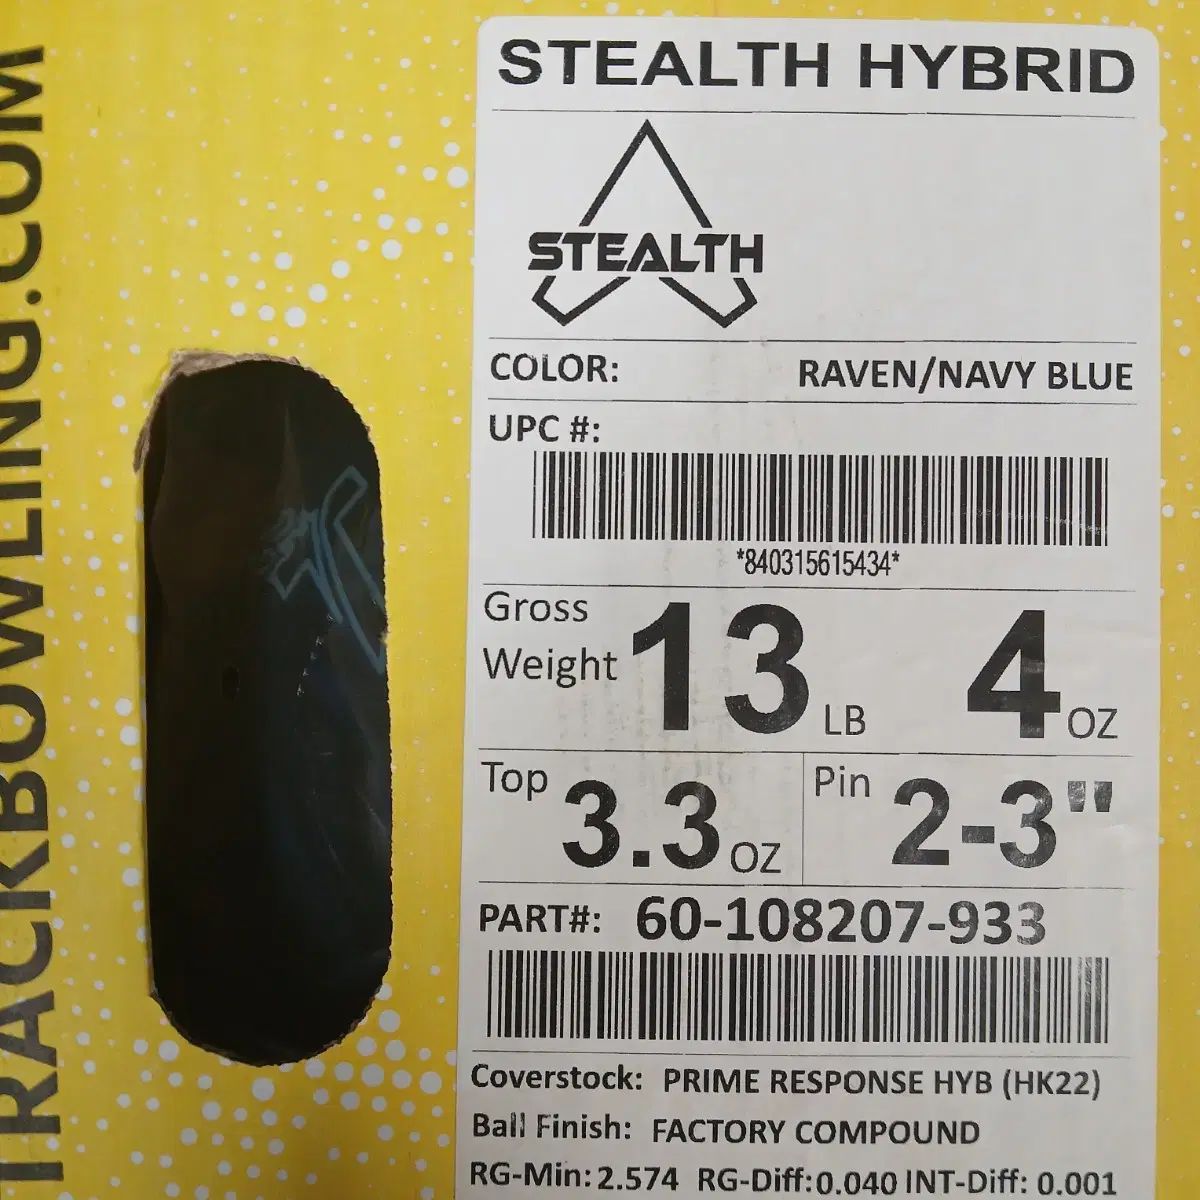 TRACKBOWLING.COM
STEALTH HYBRID
STEALTH
COLOR: RAVEN/NAVY BLUE
UPC #:
*840315615434*
Gross Weight 13 LB 4 OZ
Top 3.3 OZ Pin 2-3"
PART#: 60-108207-933
Coverstock: PRIME RESPONSE HYB (HK22)
Ball Finish: FACTORY COMPOUND
RG-Min: 2.574 RG-Diff: 0.040 INT-Diff: 0.001